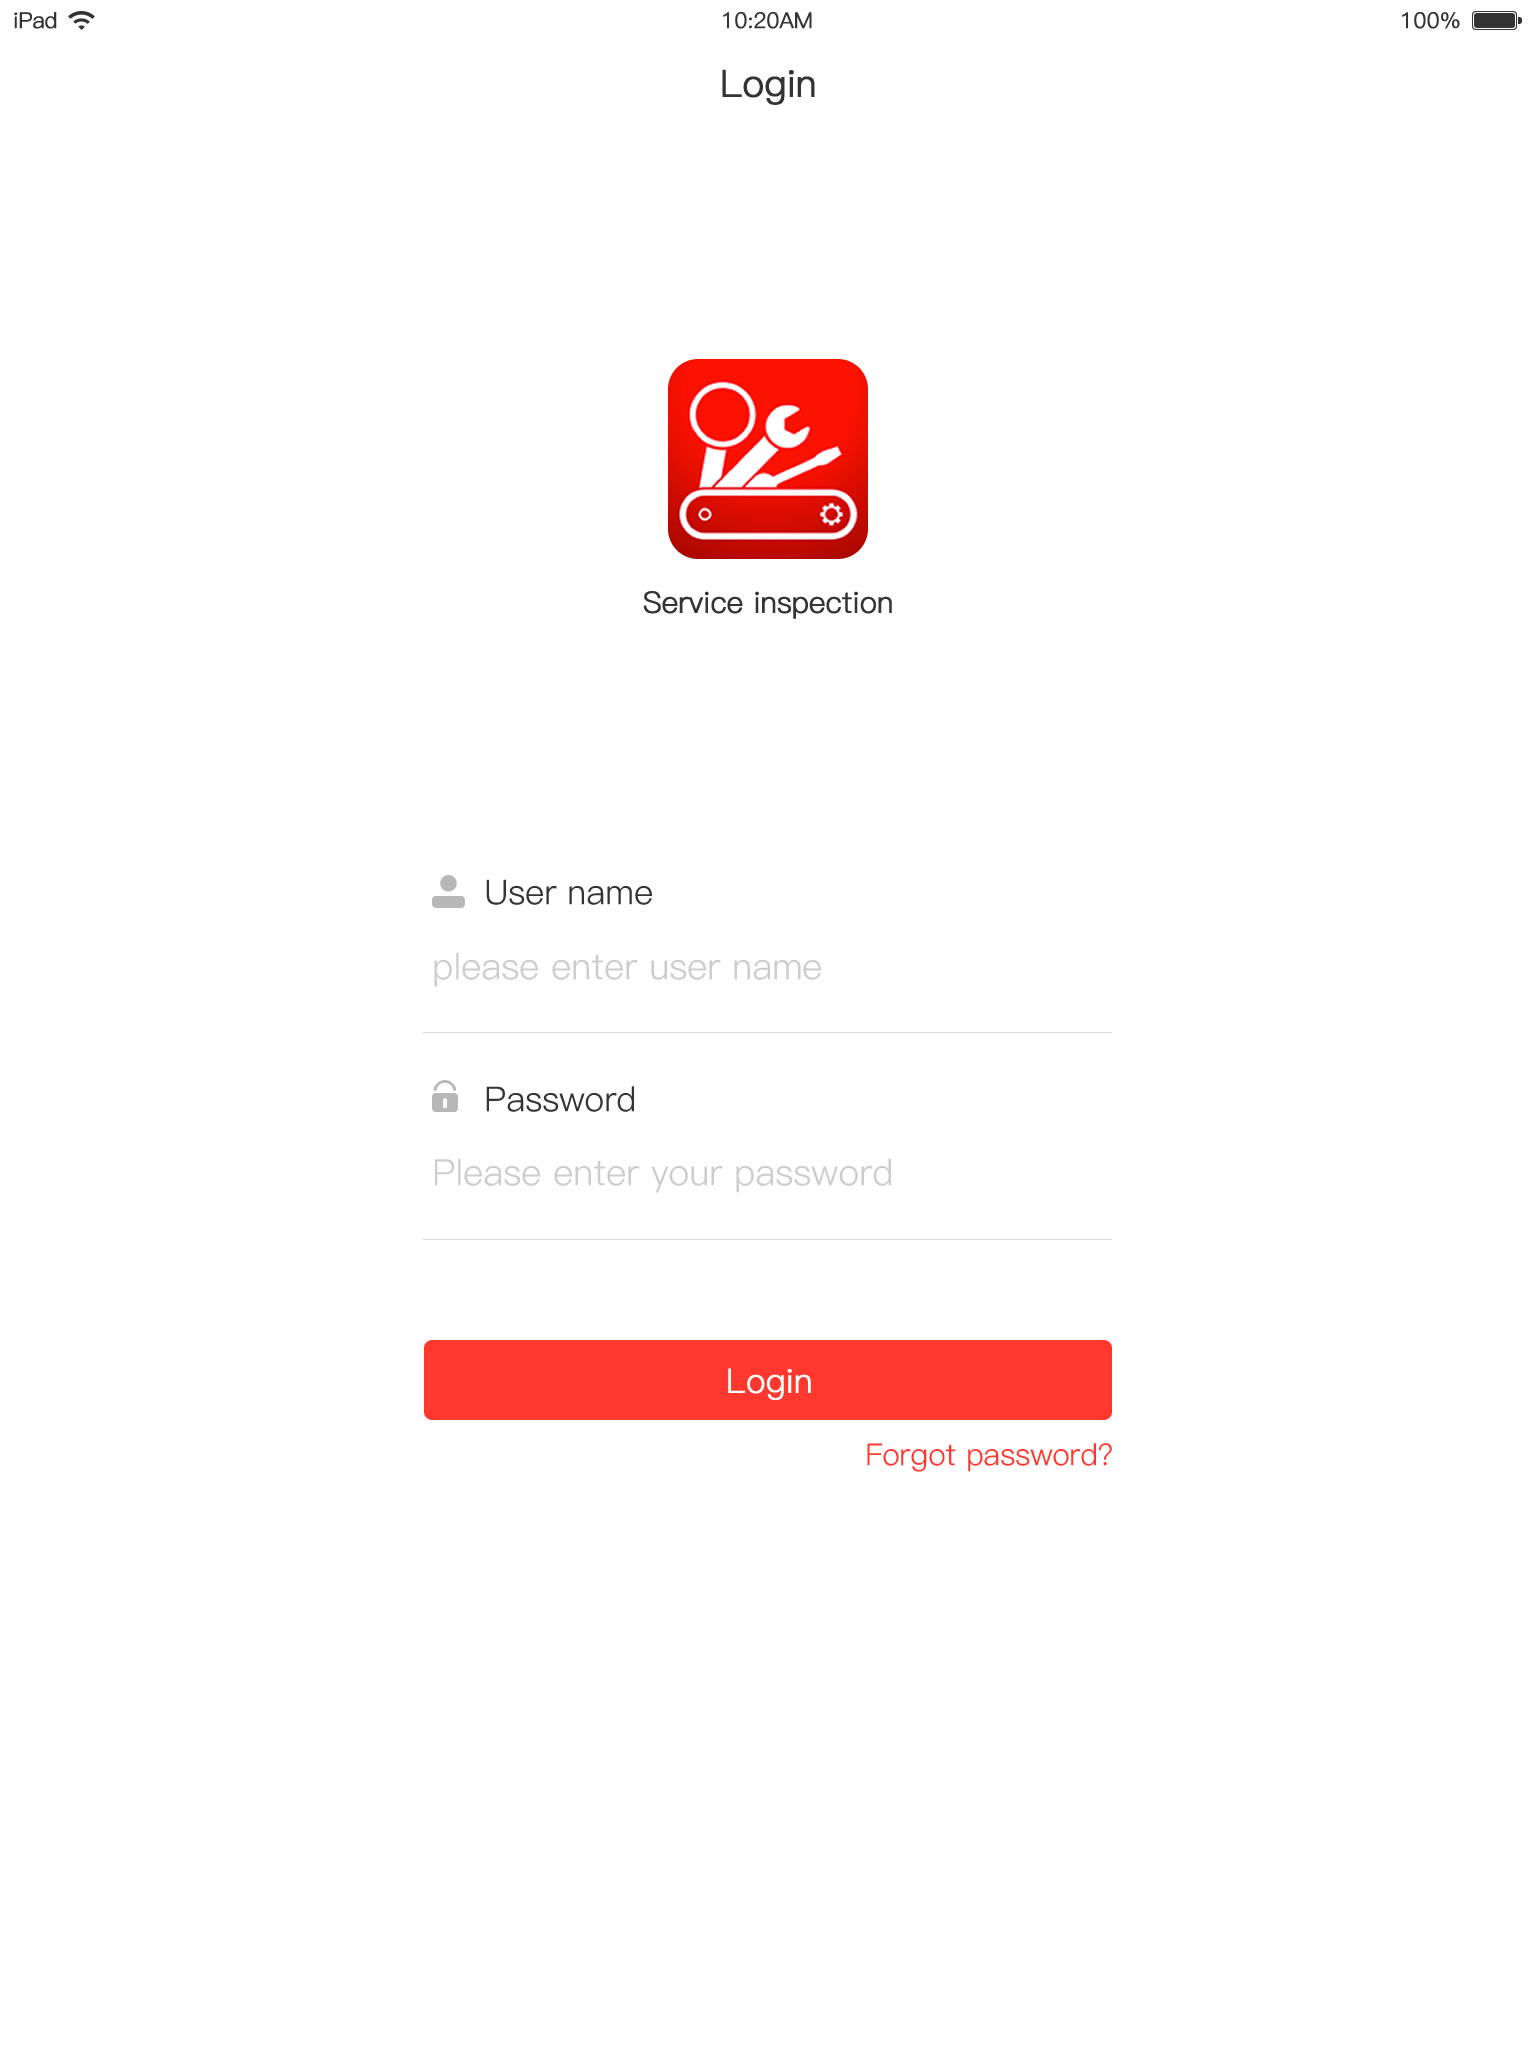 iPad 10:20AM 100%
Login
Service inspection
User name
please enter user name
Password
Please enter your password
Login
Forgot password?